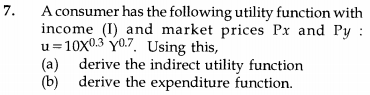 7. A consumer has the following utility function with
income (I) and market prices Px and Py :
u = 10X^0.3 Y^0.7. Using this,
(a) derive the indirect utility function
(b) derive the expenditure function.